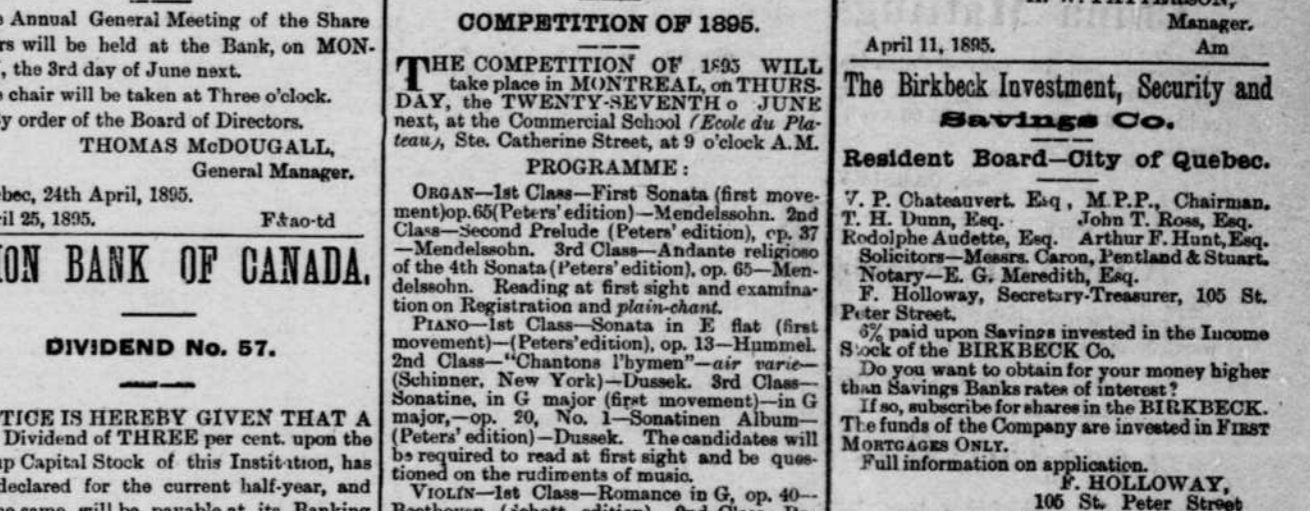 Annual General Meeting of the Share
rs will be held at the Bank, on MON-
, the 3rd day of June next.
chair will be taken at Three o'clock.
y order of the Board of Directors.
THOMAS McDOUGALL,
General Manager.
bec, 24th April, 1895.
il 25, 1895. F&ao-td
ON BANK OF CANADA.
DIVIDEND No. 57.
TICE IS HEREBY GIVEN THAT A
Dividend of THREE per cent. upon the
up Capital Stock of this Institution, has
declared for the current half-year, and
same will be payable at its Banking
COMPETITION OF 1895.
THE COMPETITION OF 1895 WILL
take place in MONTREAL, on THURS-
DAY, the TWENTY-SEVENTH o JUNE
next, at the Commercial School (Ecole du Pla-
teau), Ste. Catherine Street, at 9 o'clock A.M.
PROGRAMME:
ORGAN—1st Class—First Sonata (first move-
ment)op.65(Peters' edition)—Mendelssohn. 2nd
Class—Second Prelude (Peters' edition), op. 37
—Mendelssohn. 3rd Class—Andante religioso
of the 4th Sonata (Peters' edition), op. 65—Men-
delssohn. Reading at first sight and examina-
tion on Registration and plain-chant.
PIANO—1st Class—Sonata in E flat (first
movement)—(Peters' edition), op. 13—Hummel.
2nd Class—"Chantons l'hymen"—air varie—
(Schinner, New York)—Dussek. 3rd Class—
Sonatine, in G major (first movement)—in G
major,—op. 20, No. 1—Sonatinen Album—
(Peters' edition)—Dussek. The candidates will
be required to read at first sight and be ques-
tioned on the rudiments of music.
VIOLIN—1st Class—Romance in G, op. 40—
Manager.
April 11, 1895. Am
The Birkbeck Investment, Security and
Savings Co.
Resident Board—City of Quebec.
V. P. Chateauvert. Esq , M.P.P., Chairman.
T. H. Dunn, Esq. John T. Ross, Esq.
Rodolphe Audette, Esq. Arthur F. Hunt, Esq.
Solicitors—Messrs. Caron, Pentland & Stuart.
Notary—E. G. Meredith, Esq.
F. Holloway, Secretary-Treasurer, 105 St.
Peter Street.
6% paid upon Savings invested in the Income
Stock of the BIRKBECK Co.
Do you want to obtain for your money higher
than Savings Banks rates of interest?
If so, subscribe for shares in the BIRKBECK.
The funds of the Company are invested in FIRST
MORTGAGES ONLY.
Full information on application.
F. HOLLOWAY,
105 St. Peter Street